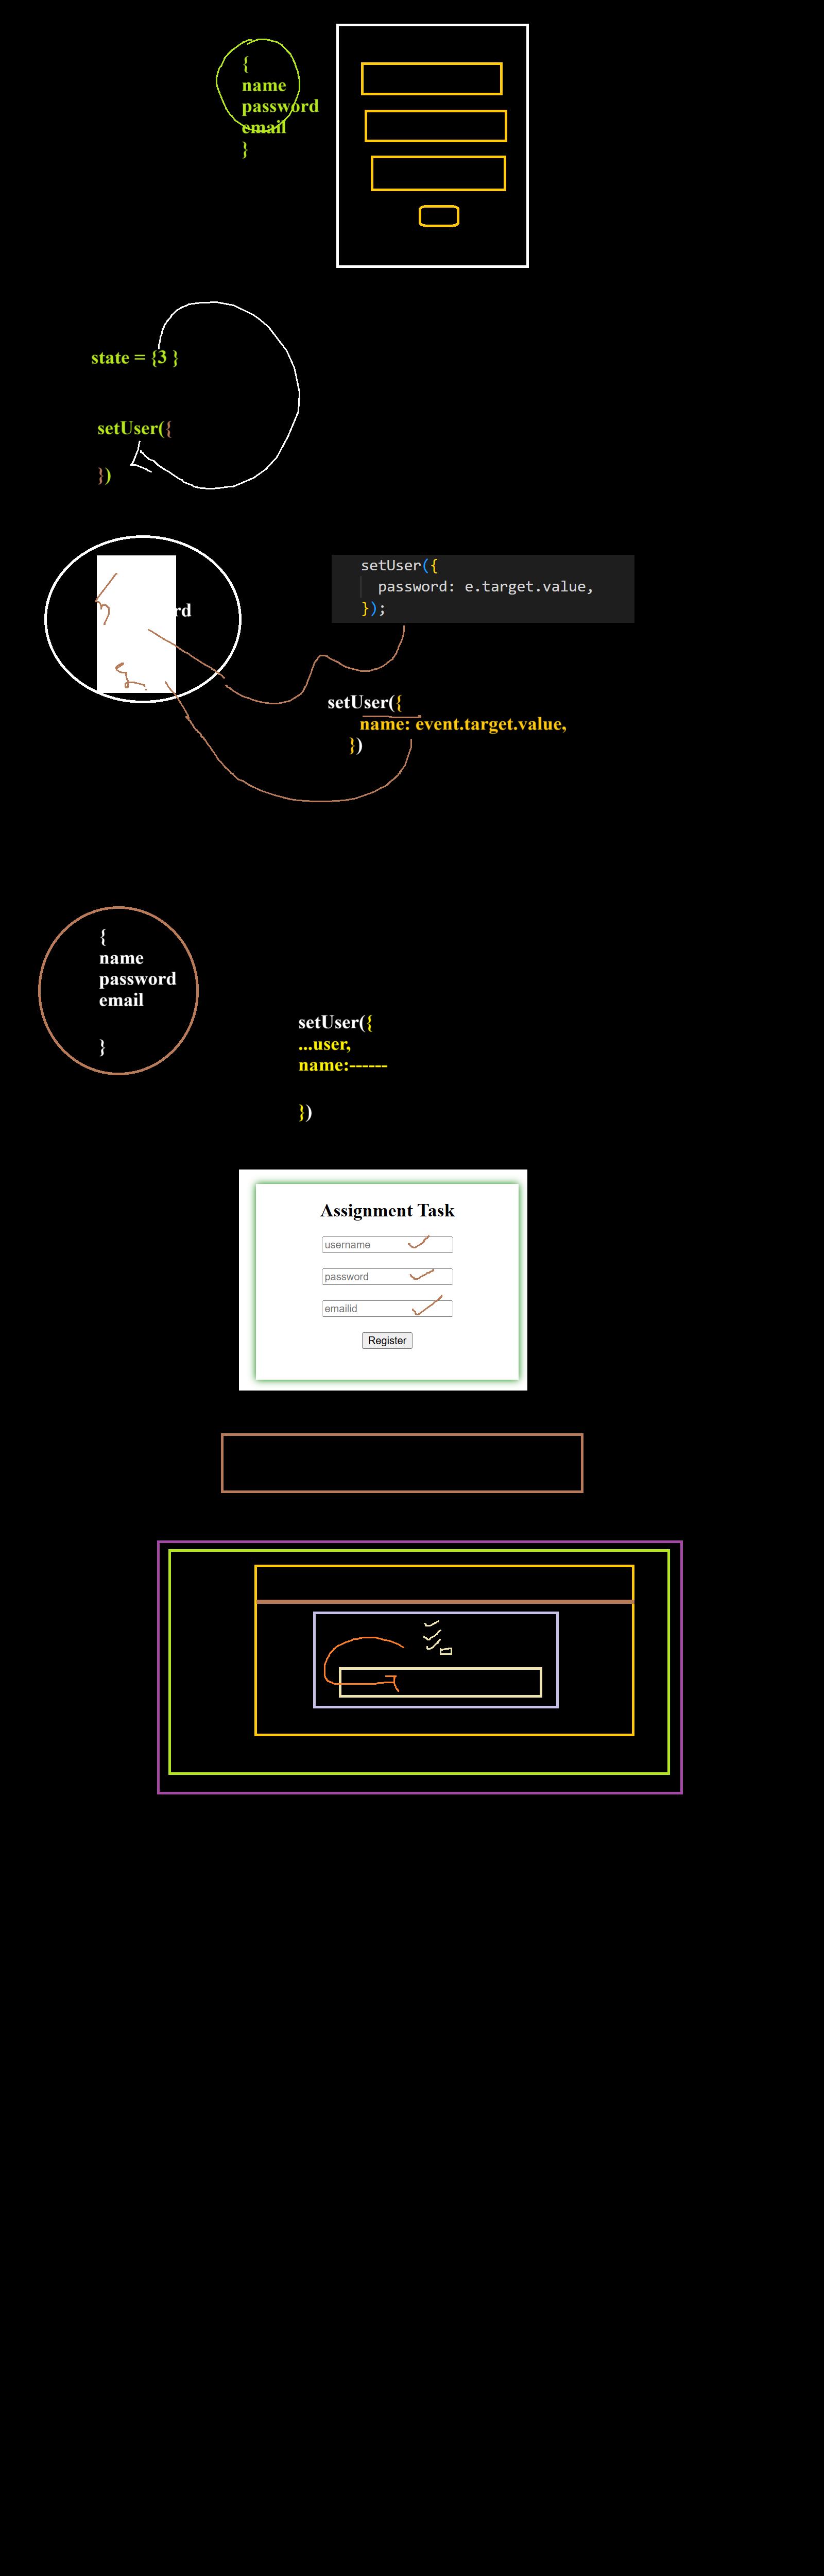 {
name
password
email
}
state = {3 }
setUser({
})
rd
setUser({
password: e.target.value,
});
setUser({
name: event.target.value,
})
{
name
password
email
}
setUser({
...user,
name:------
})
Assignment Task
username
password
emailid
Register